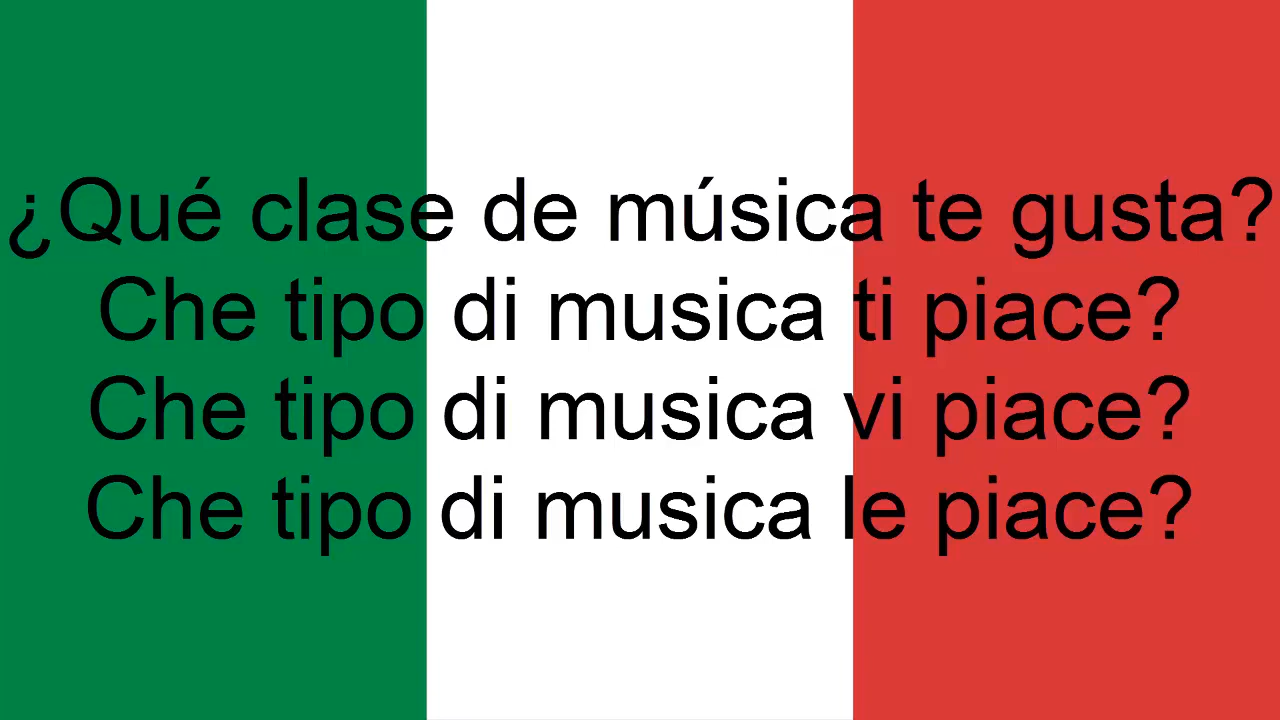 ¿Qué clase de música te gusta?
Che tipo di musica ti piace?
Che tipo di musica vi piace?
Che tipo di musica le piace?